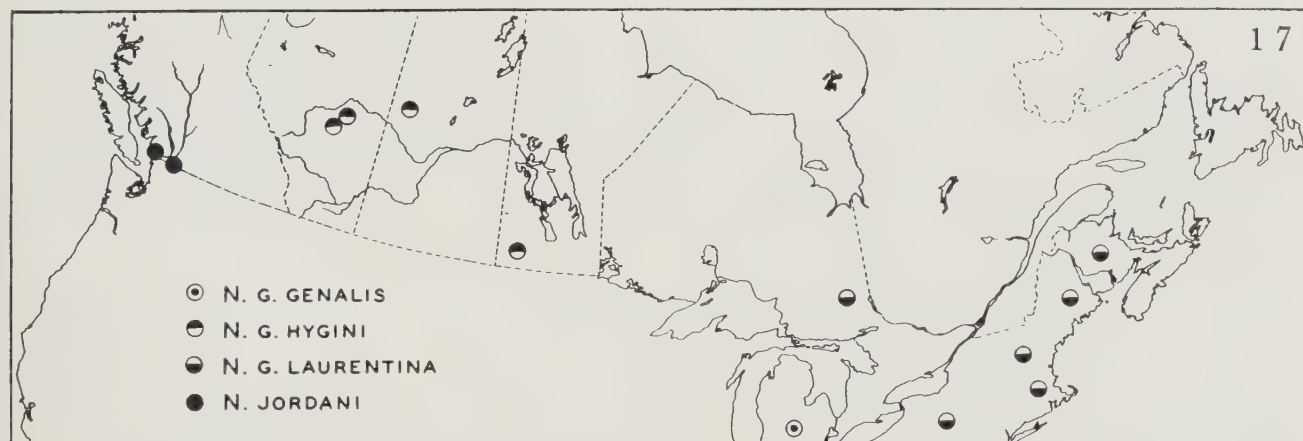 17
N. G. GENALIS
N. G. HYGINI
N. G. LAURENTINA
N. JORDANI